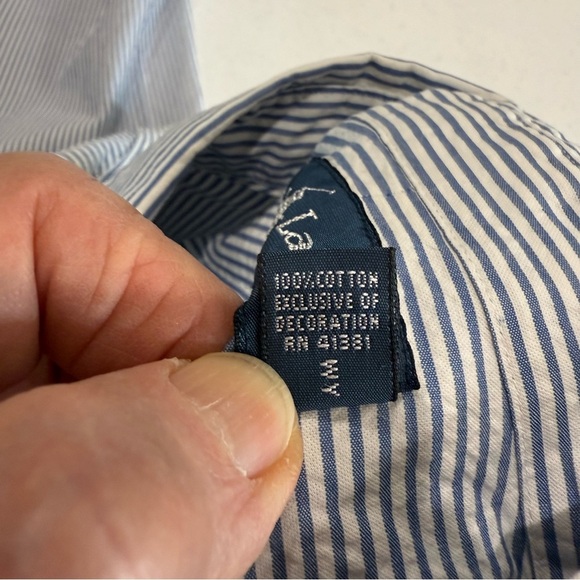 100% COTTON
EXCLUSIVE OF
DECORATION
RN 41381
WY